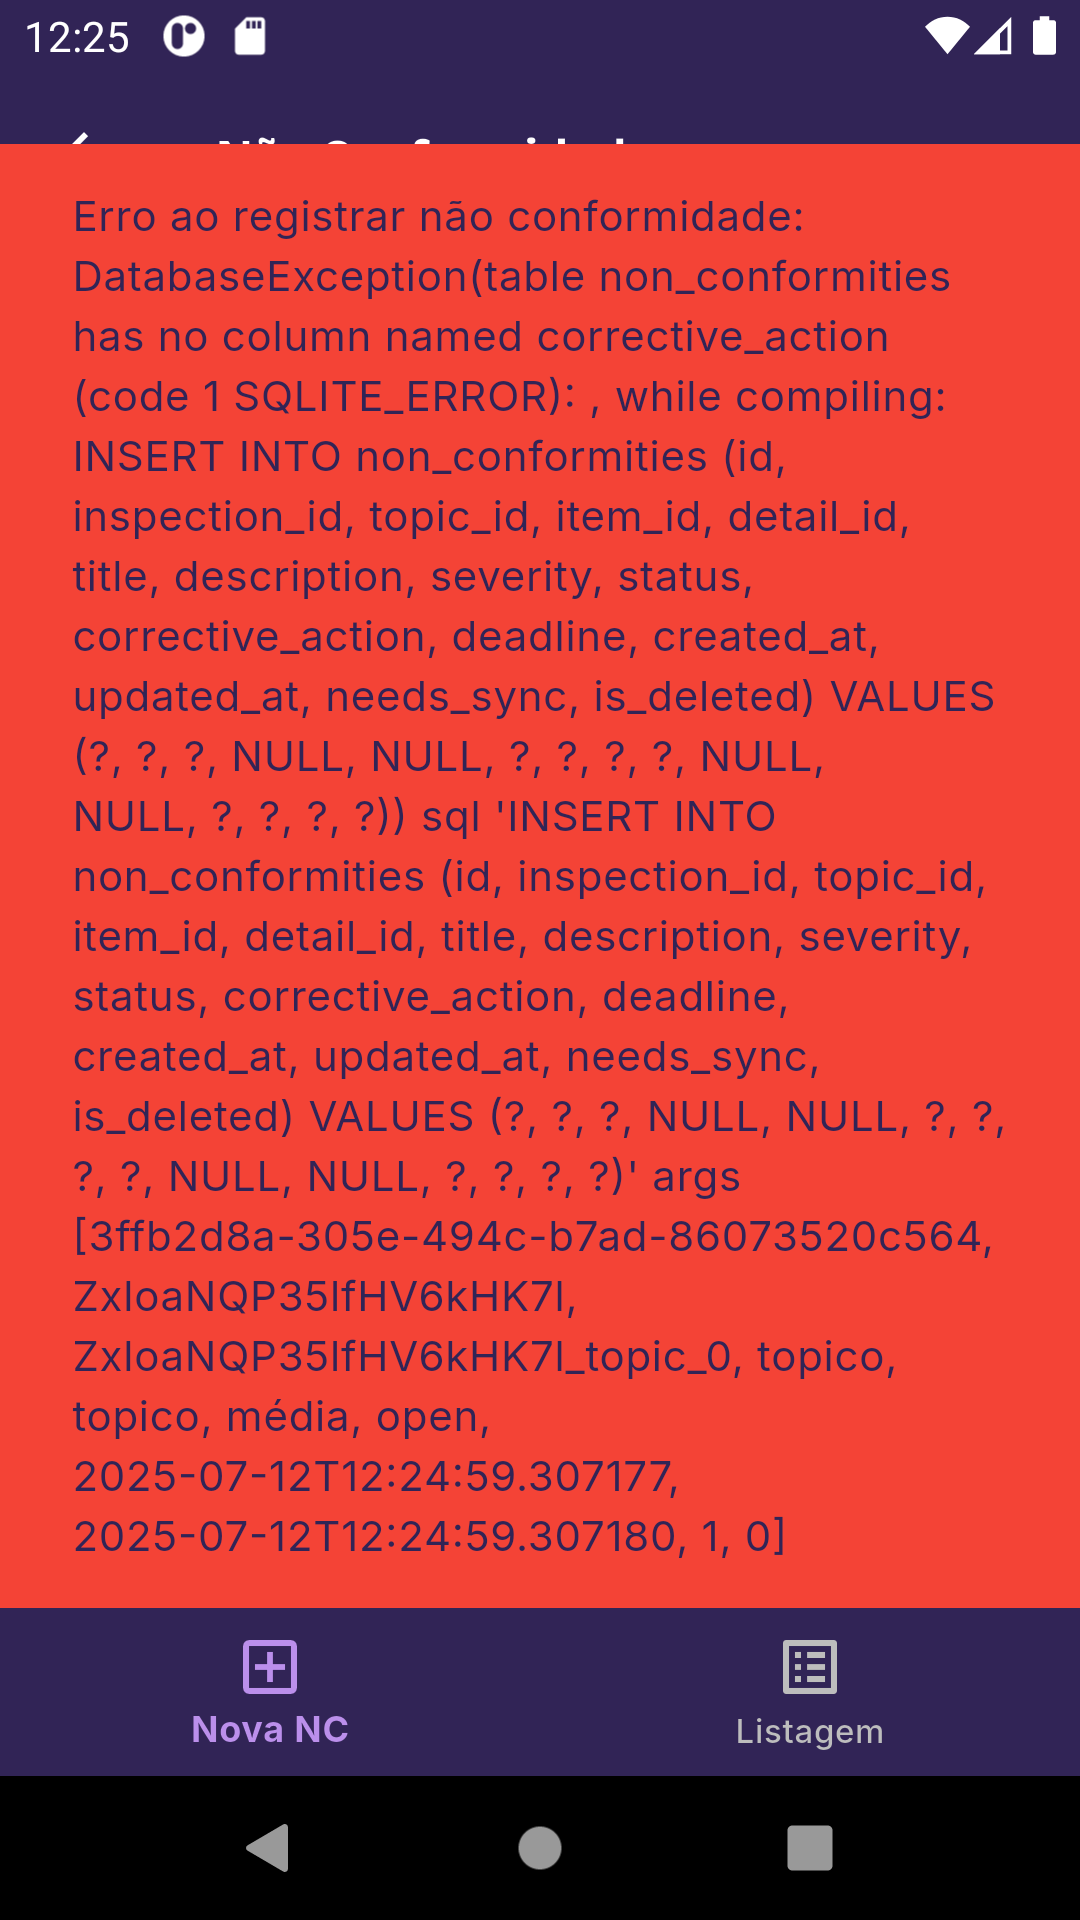 12:25
Erro ao registrar não conformidade:
DatabaseException(table non_conformities
has no column named corrective_action
(code 1 SQLITE_ERROR): , while compiling:
INSERT INTO non_conformities (id,
inspection_id, topic_id, item_id, detail_id,
title, description, severity, status,
corrective_action, deadline, created_at,
updated_at, needs_sync, is_deleted) VALUES
(?, ?, ?, NULL, NULL, ?, ?, ?, ?, NULL,
NULL, ?, ?, ?, ?)) sql 'INSERT INTO
non_conformities (id, inspection_id, topic_id,
item_id, detail_id, title, description, severity,
status, corrective_action, deadline,
created_at, updated_at, needs_sync,
is_deleted) VALUES (?, ?, ?, NULL, NULL, ?, ?,
?, ?, NULL, NULL, ?, ?, ?, ?)' args
[3ffb2d8a-305e-494c-b7ad-86073520c564,
ZxIoaNQP35lfHV6kHK7I,
ZxIoaNQP35lfHV6kHK7I_topic_0, topico,
topico, média, open,
2025-07-12T12:24:59.307177,
2025-07-12T12:24:59.307180, 1, 0]
Nova NC
Listagem